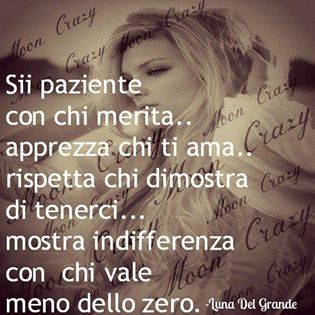 Moon Crazy
Sii paziente
con chi merita..
apprezza chi ti ama..
rispetta chi dimostra
di tenerci...
mostra indifferenza
con chi vale
meno dello zero. -Luna Del Grande